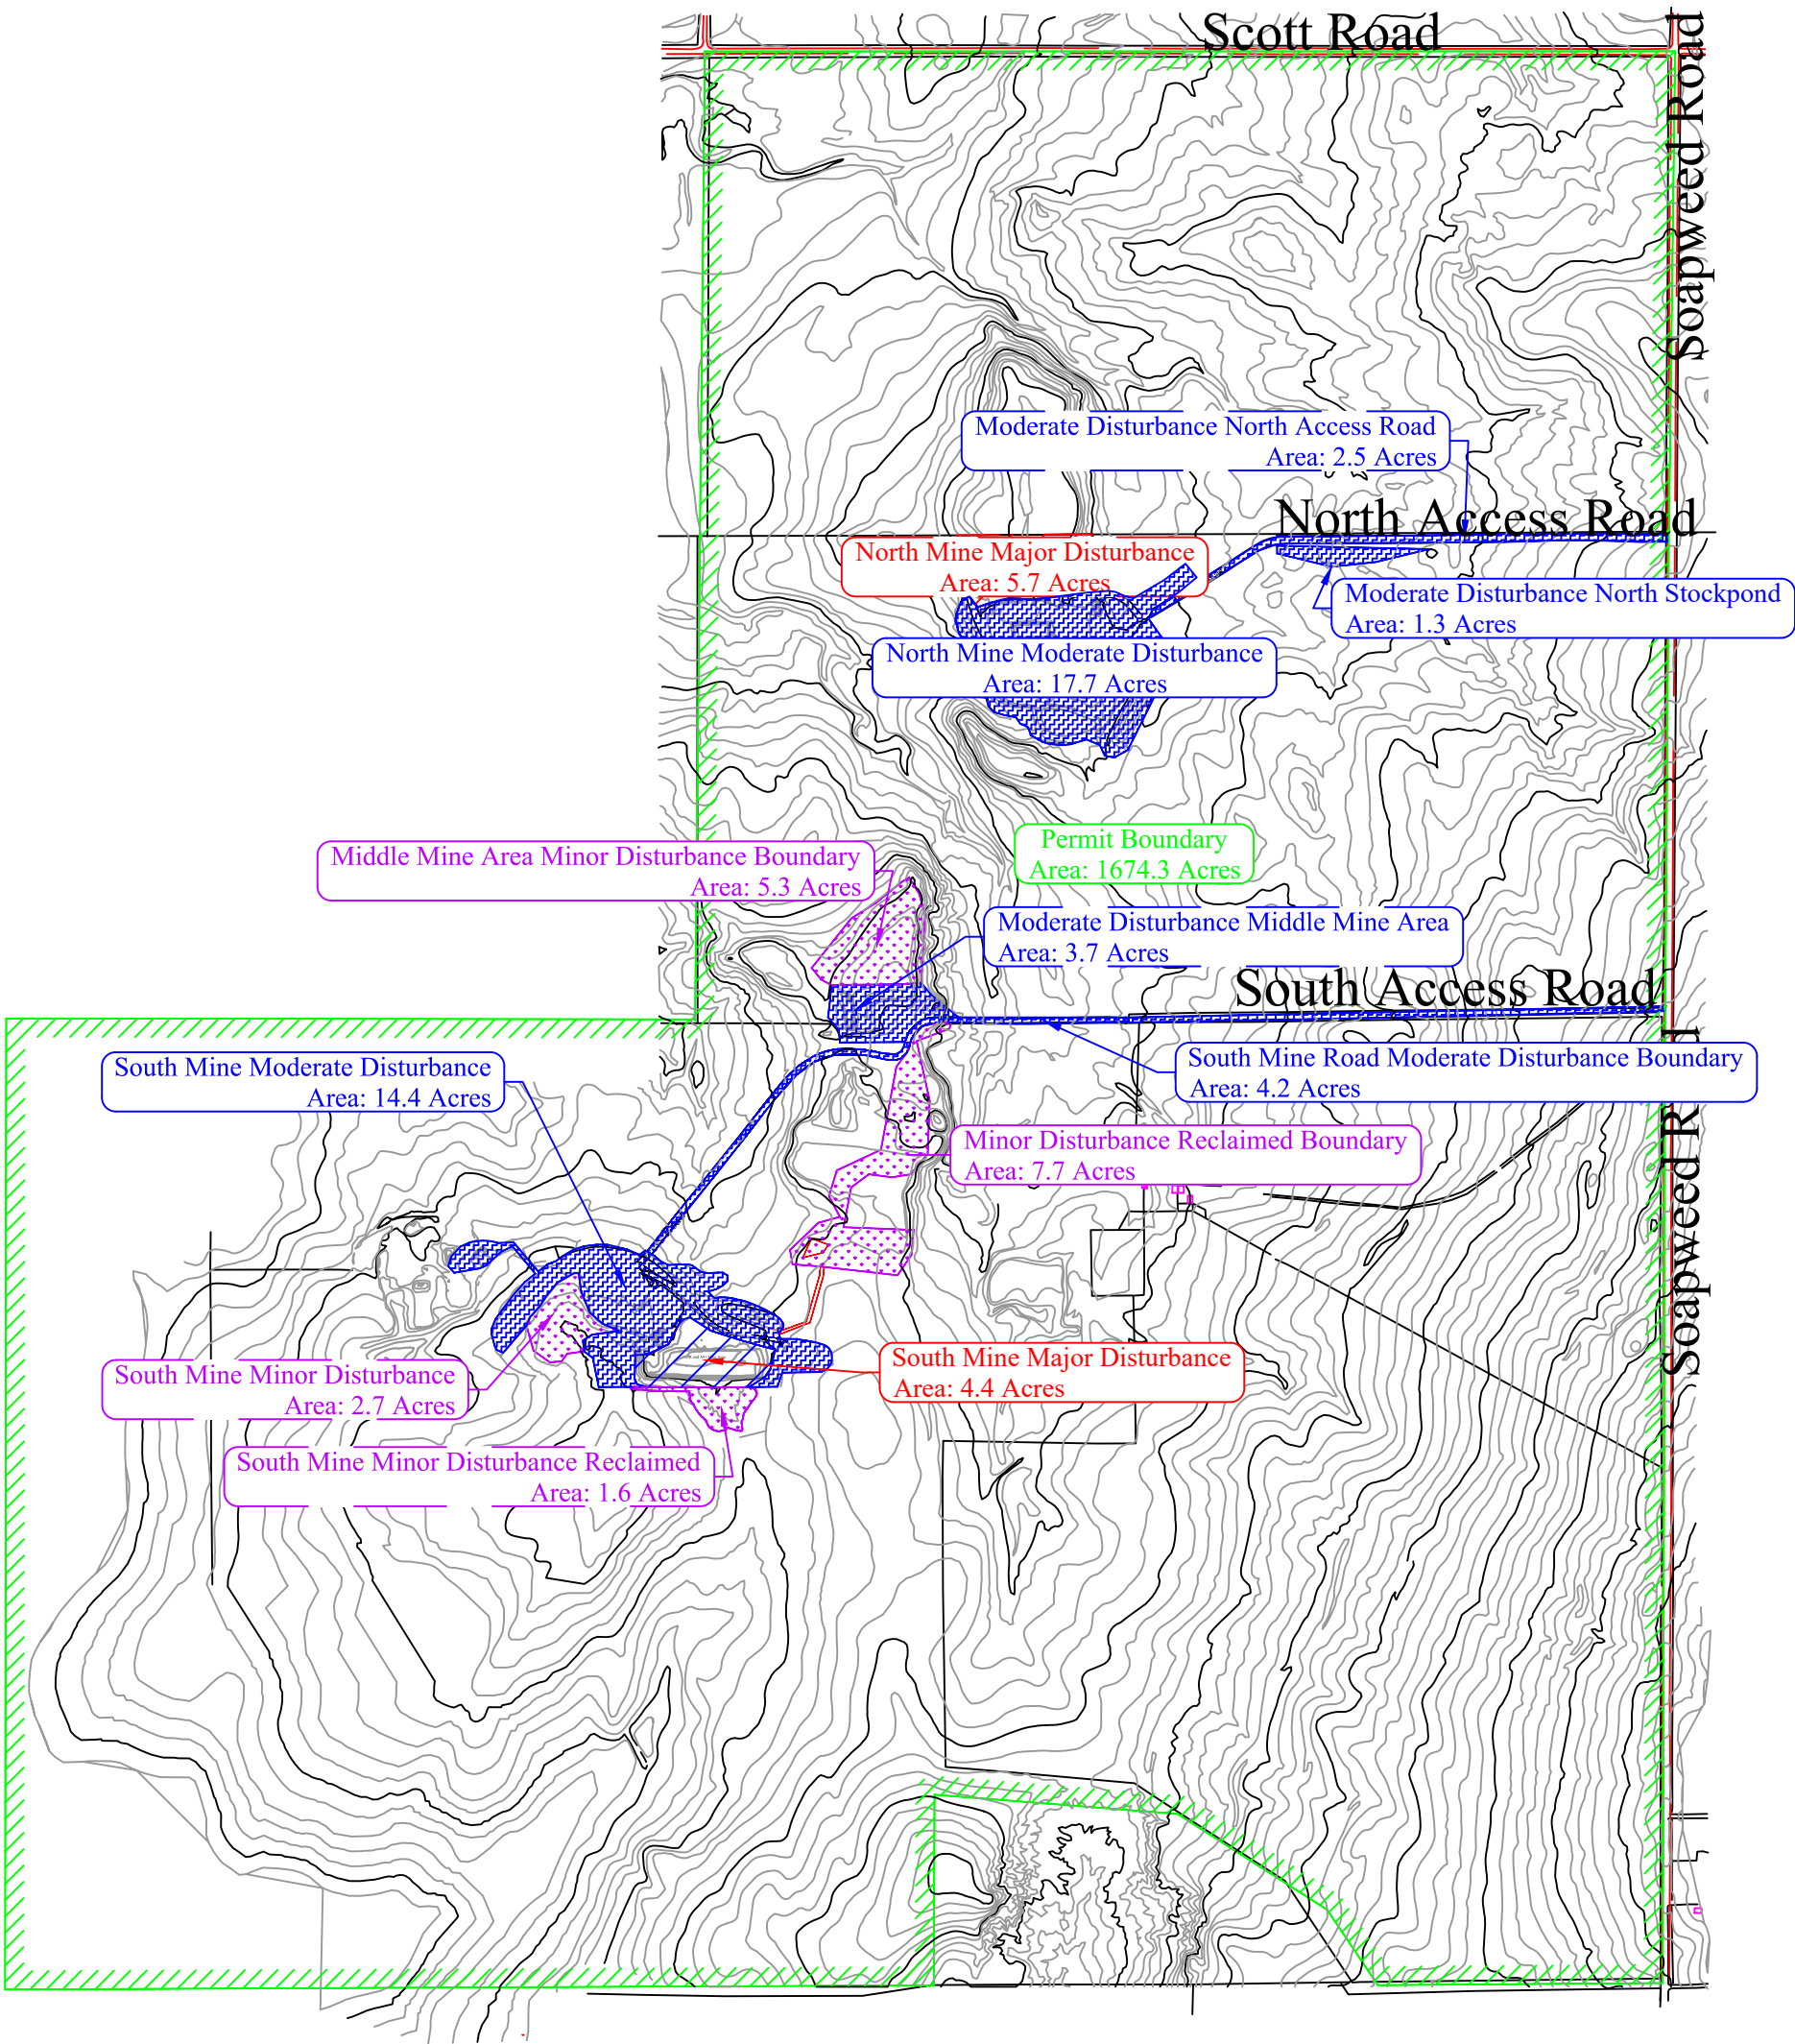 Scott Road
Soapweed Road
Moderate Disturbance North Access Road
Area: 2.5 Acres
North Access Road
North Mine Major Disturbance
Area: 5.7 Acres
Moderate Disturbance North Stockpond
Area: 1.3 Acres
North Mine Moderate Disturbance
Area: 17.7 Acres
Permit Boundary
Area: 1674.3 Acres
Middle Mine Area Minor Disturbance Boundary
Area: 5.3 Acres
Moderate Disturbance Middle Mine Area
Area: 3.7 Acres
South Access Road
South Mine Road Moderate Disturbance Boundary
Area: 4.2 Acres
South Mine Moderate Disturbance
Area: 14.4 Acres
Minor Disturbance Reclaimed Boundary
Area: 7.7 Acres
Soapweed R d
South Mine Major Disturbance
Area: 4.4 Acres
South Mine Minor Disturbance
Area: 2.7 Acres
South Mine Minor Disturbance Reclaimed
Area: 1.6 Acres